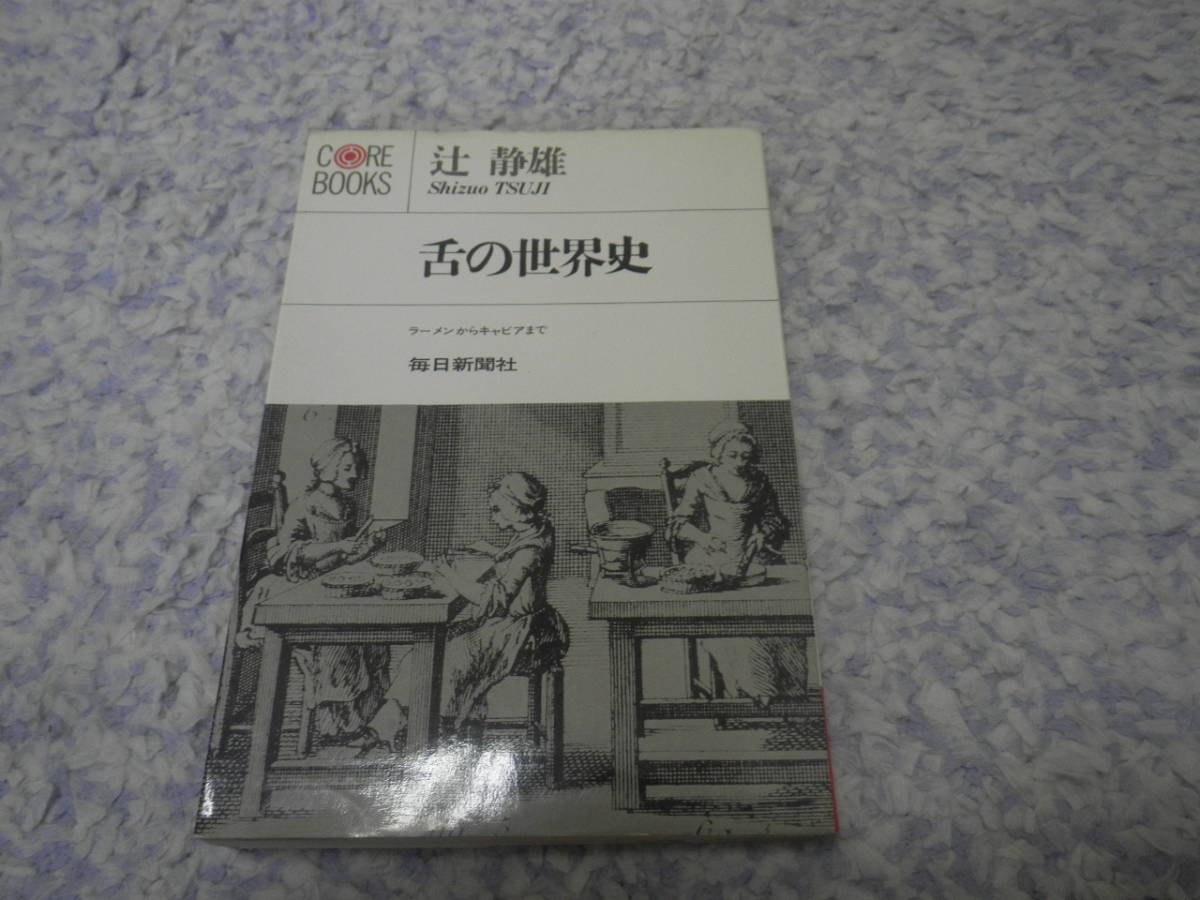 CORE
BOOKS
辻 静雄
Shizuo TSUJI
舌の世界史
ラーメンからキャビアまで
毎日新聞社